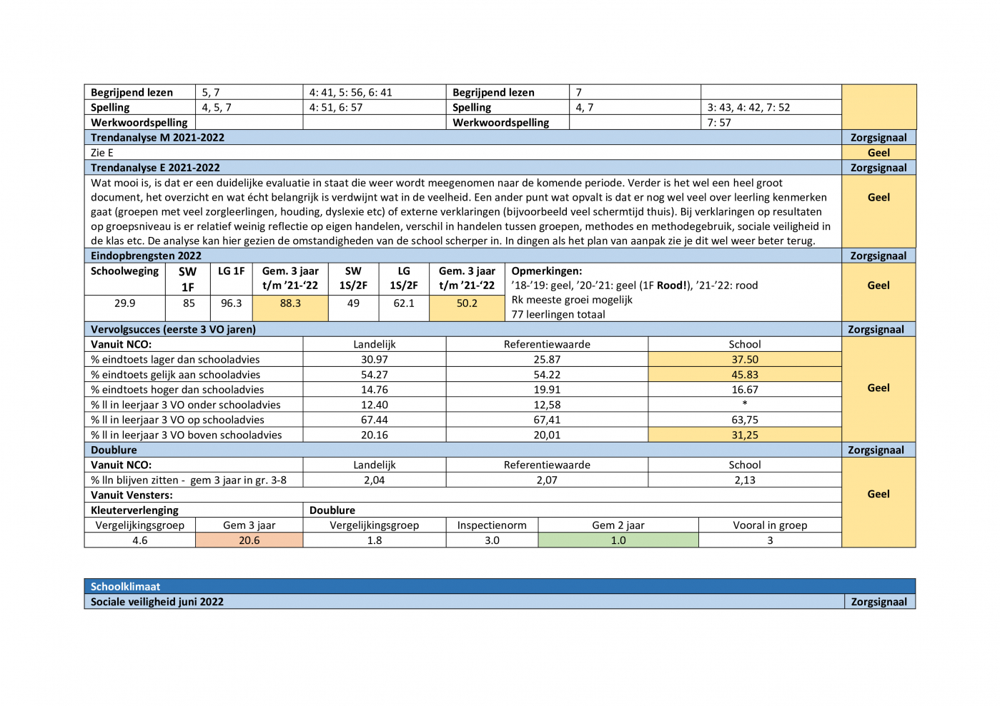 Begrijpend lezen 5, 7 4: 41, 5: 56, 6: 41 Begrijpend lezen 7
Spelling 4, 5, 7 4: 51, 6: 57 Spelling 4, 7 3: 43, 4: 42, 7: 52
Werkwoordspelling Werkwoordspelling 7: 57
Trendanalyse M 2021-2022 Zorgsignaal
Zie E Geel
Trendanalyse E 2021-2022 Zorgsignaal
Wat mooi is, is dat er een duidelijke evaluatie in staat die weer wordt meegenomen naar de komende periode. Verder is het wel een heel groot
document, het overzicht en wat écht belangrijk is verdwijnt wat in de veelheid. Een ander punt wat opvalt is dat er nog wel veel over leerling kenmerken
gaat (groepen met veel zorgleerlingen, houding, dyslexie etc) of externe verklaringen (bijvoorbeeld veel schermtijd thuis). Bij verklaringen op resultaten
op groepsniveau is er relatief weinig reflectie op eigen handelen, verschil in handelen tussen groepen, methodes en methodegebruik, sociale veiligheid in
de klas etc. De analyse kan hier gezien de omstandigheden van de school scherper in. In dingen als het plan van aanpak zie je dit wel weer beter terug.
Geel
Eindopbrengsten 2022 Zorgsignaal
Schoolweging SW 1F LG 1F Gem. 3 jaar t/m ’21-‘22 SW 1S/2F LG 1S/2F Gem. 3 jaar t/m ’21-‘22 Opmerkingen:
’18-’19: geel, ’20-’21: geel (1F Rood!), ’21-’22: rood Geel
29.9 85 96.3 88.3 49 62.1 50.2 Rk meeste groei mogelijk
77 leerlingen totaal
Vervolgsucces (eerste 3 VO jaren) Zorgsignaal
Vanuit NCO: Landelijk Referentiewaarde School
% eindtoets lager dan schooladvies 30.97 25.87 37.50
% eindtoets gelijk aan schooladvies 54.27 54.22 45.83
% eindtoets hoger dan schooladvies 14.76 19.91 16.67 Geel
% ll in leerjaar 3 VO onder schooladvies 12.40 12,58 *
% ll in leerjaar 3 VO op schooladvies 67.44 67,41 63,75
% ll in leerjaar 3 VO boven schooladvies 20.16 20,01 31,25
Doublure Zorgsignaal
Vanuit NCO: Landelijk Referentiewaarde School
% lln blijven zitten - gem 3 jaar in gr. 3-8 2,04 2,07 2,13
Vanuit Vensters: Geel
Kleuterverlenging Doublure
Vergelijkingsgroep Gem 3 jaar Vergelijkingsgroep Inspectienorm Gem 2 jaar Vooral in groep
4.6 20.6 1.8 3.0 1.0 3
Schoolklimaat
Sociale veiligheid juni 2022 Zorgsignaal